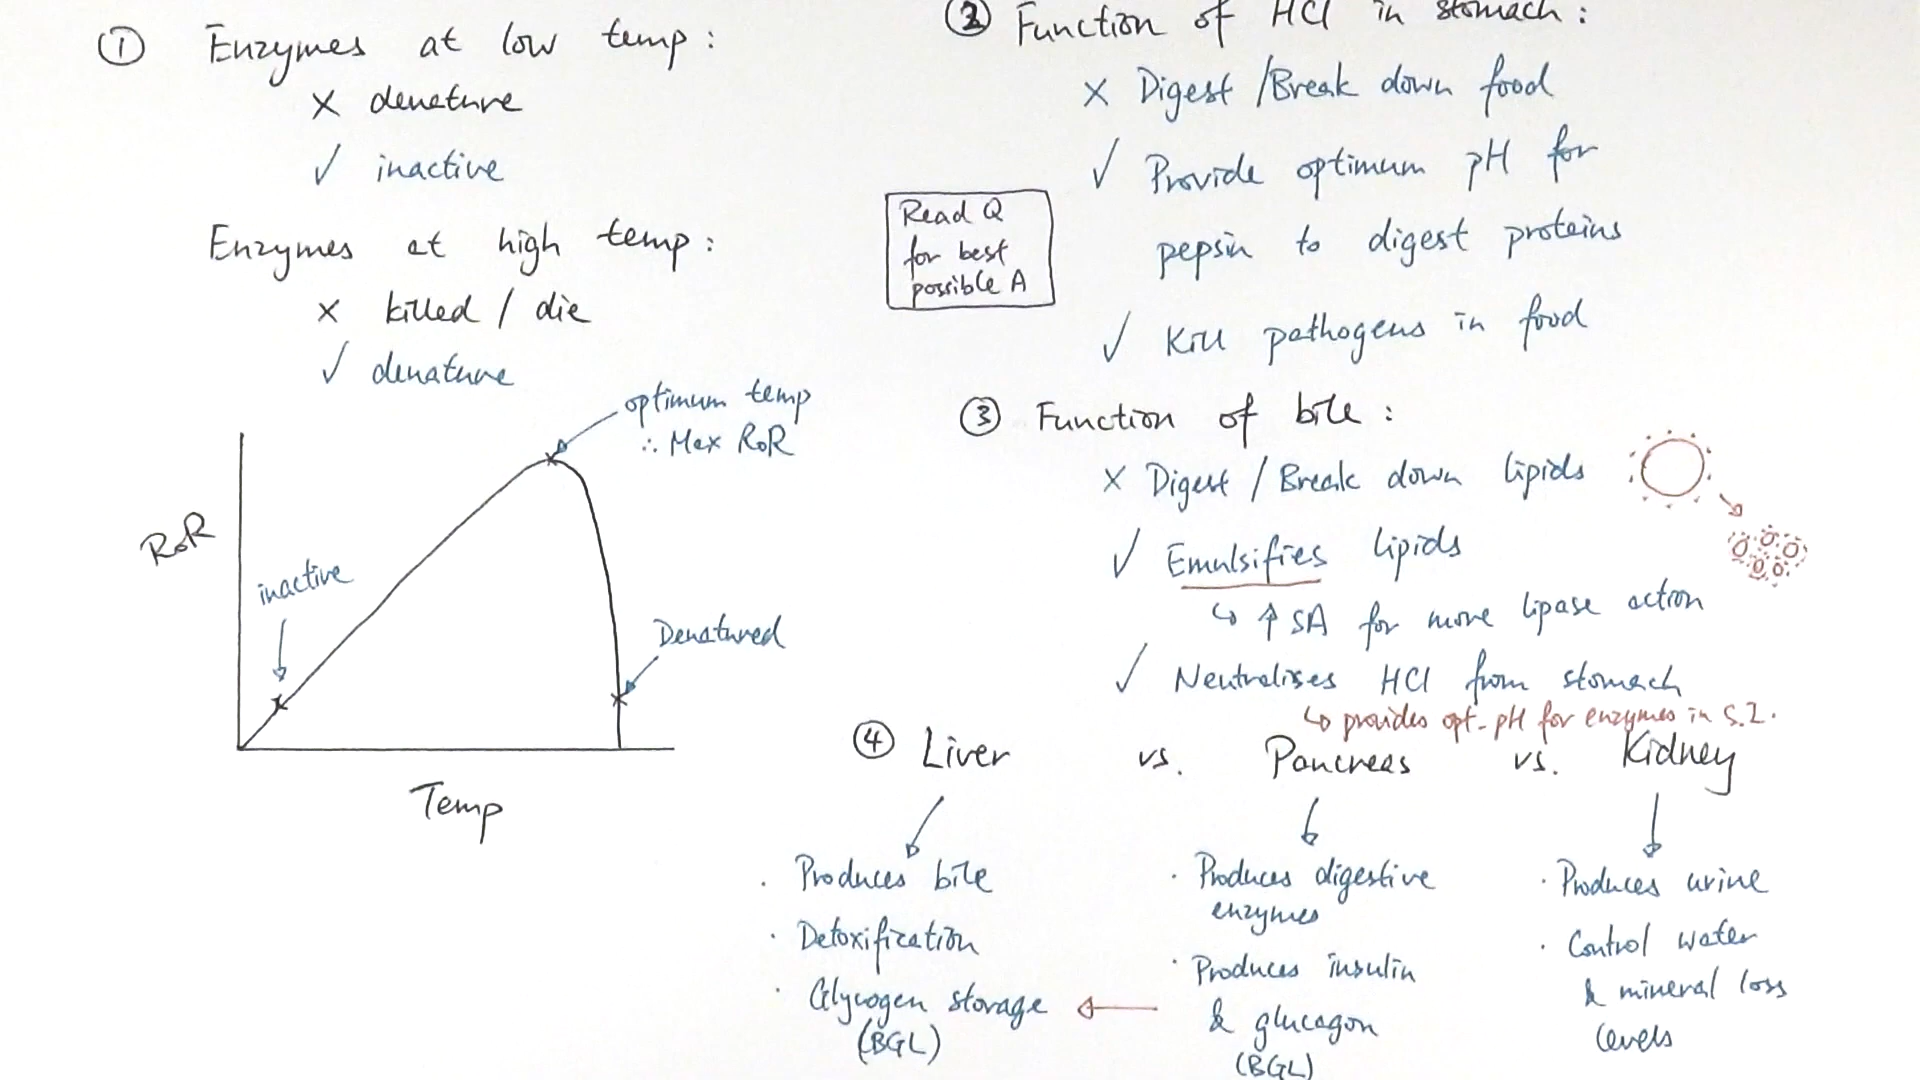 ① Enzymes at low temp :
X denature
✓ inactive
Enzymes at high temp :
X killed / die
✓ denature
optimum temp
∴ Max RoR
RoR
inactive
Denatured
Temp
② Function of HCl in stomach :
X Digest / Break down food
✓ Provide optimum pH for
pepsin to digest proteins
✓ Kill pathogens in food
Read Q
for best
possible A
③ Function of bile :
X Digest / Break down lipids
✓ Emulsifies lipids
↳ ↑ SA for more lipase action
✓ Neutralises HCl from stomach
↳ provides opt. pH for enzymes in S.I.
④ Liver vs. Pancreas vs. Kidney
· Produces bile
· Detoxification
· Glycogen storage
(BGL)
· Produces digestive
enzymes
· Produces insulin
& glucagon
(BGL)
· Produces urine
· Control water
& mineral loss
levels